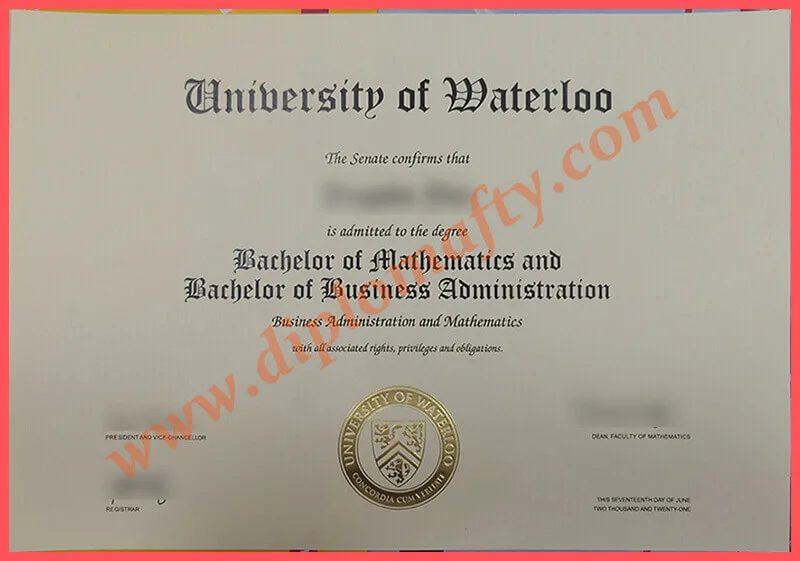 University of Waterloo
The Senate confirms that
is admitted to the degree
Bachelor of Mathematics and
Bachelor of Business Administration
Business Administration and Mathematics
with all associated rights, privileges and obligations.
www.diplomafty.com
UNIVERSITY OF WATERLOO
CONCORDIA CUM VERITATE
PRESIDENT AND VICE-CHANCELLOR
DEAN, FACULTY OF MATHEMATICS
REGISTRAR
THIS SEVENTEENTH DAY OF JUNE
TWO THOUSAND AND TWENTY-ONE